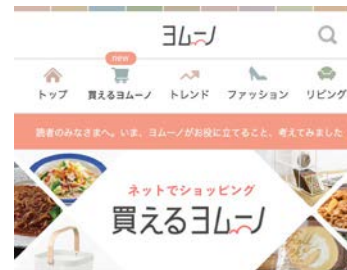 ヨムーノ
new
トップ 買えるヨムーノ トレンド ファッション リビング
読者のみなさまへ。いま、ヨムーノがお役に立てること、考えてみました
ネットでショッピング
買えるヨムーノ